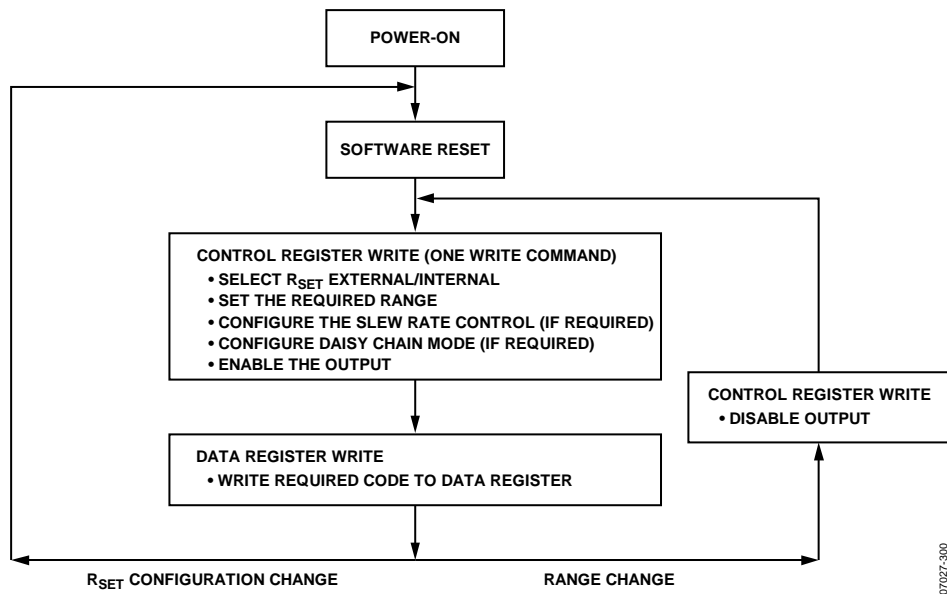 POWER-ON
SOFTWARE RESET
CONTROL REGISTER WRITE (ONE WRITE COMMAND)
• SELECT RSET EXTERNAL/INTERNAL
• SET THE REQUIRED RANGE
• CONFIGURE THE SLEW RATE CONTROL (IF REQUIRED)
• CONFIGURE DAISY CHAIN MODE (IF REQUIRED)
• ENABLE THE OUTPUT
CONTROL REGISTER WRITE
• DISABLE OUTPUT
DATA REGISTER WRITE
• WRITE REQUIRED CODE TO DATA REGISTER
RSET CONFIGURATION CHANGE
RANGE CHANGE
07027-300